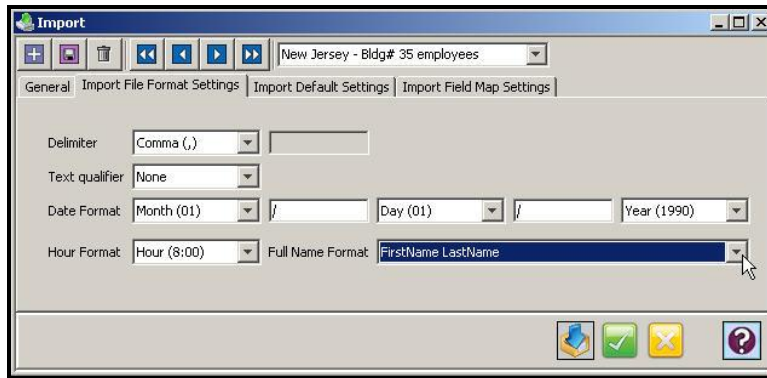 Import
New Jersey - Bldg# 35 employees
General Import File Format Settings Import Default Settings Import Field Map Settings
Delimiter Comma (,)
Text qualifier None
Date Format Month (01) / Day (01) / Year (1990)
Hour Format Hour (8:00) Full Name Format FirstName LastName
?